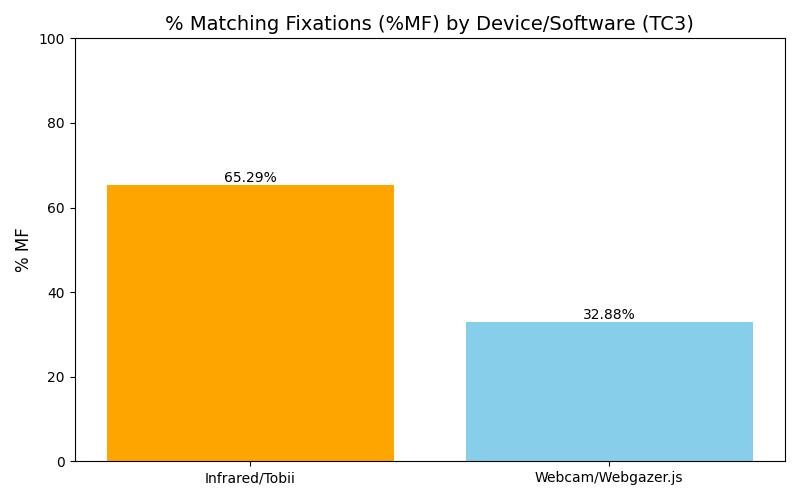 % Matching Fixations (%MF) by Device/Software (TC3)
100
80
60
40
20
0
% MF
65.29%
32.88%
Infrared/Tobii
Webcam/Webgazer.js